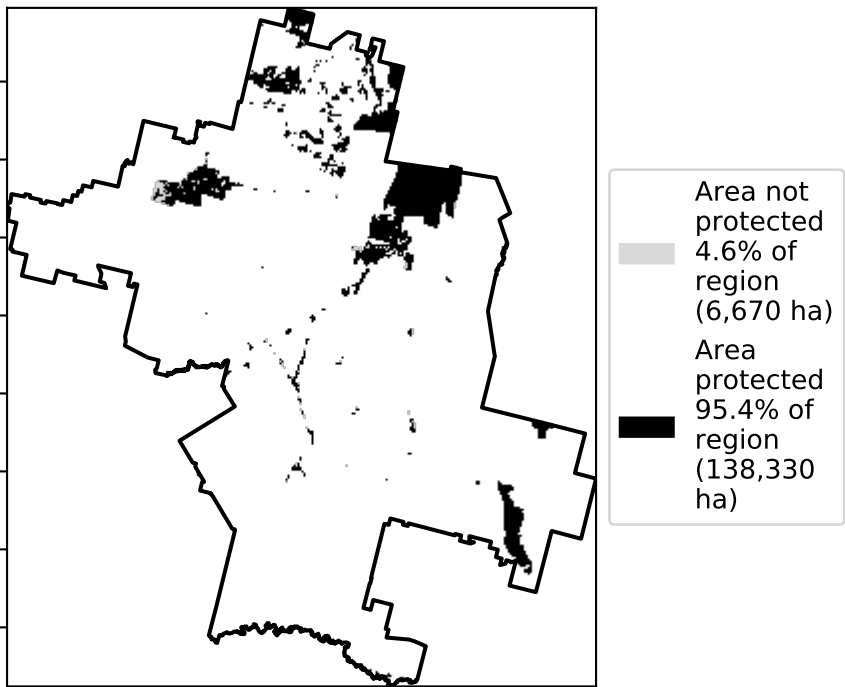 Area not
protected
4.6% of
region
(6,670 ha)
Area
protected
95.4% of
region
(138,330
ha)